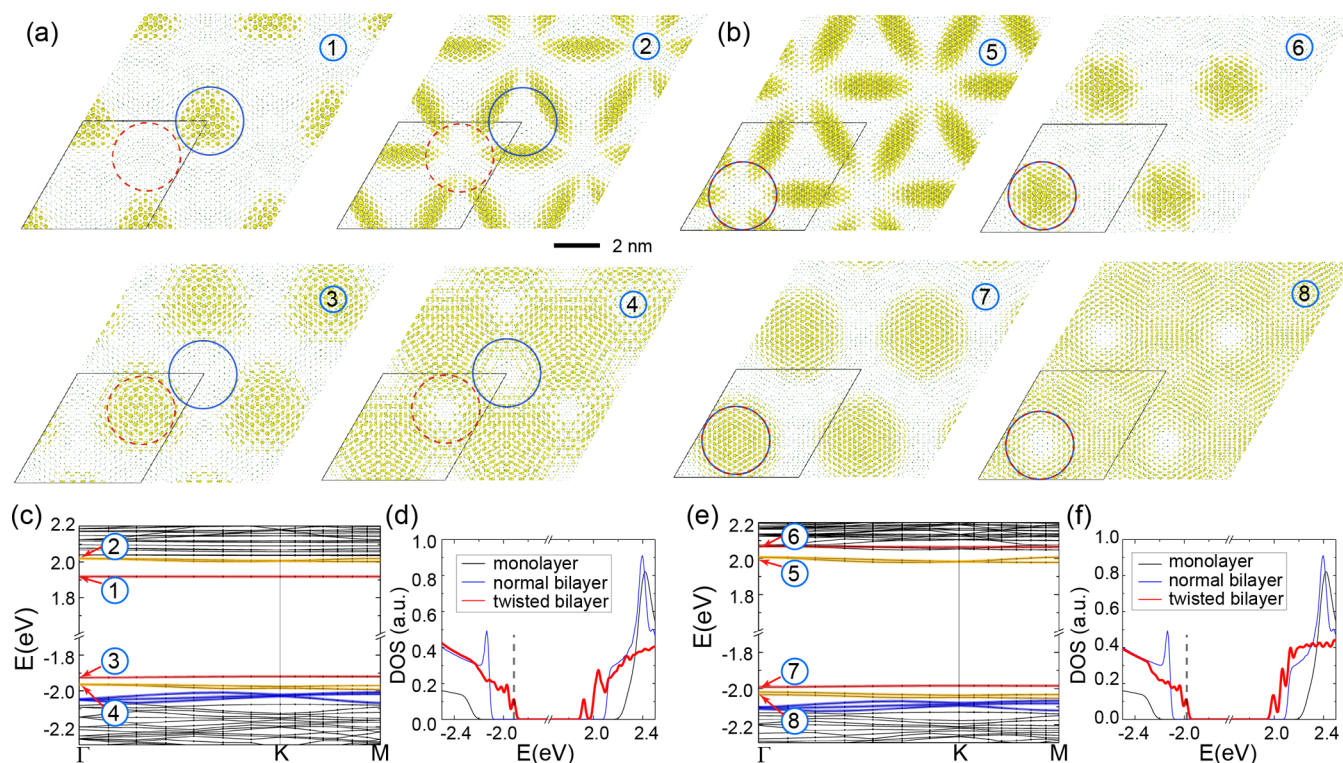 (a)
1
2
(b)
5
6
2 nm
3
4
7
8
(c)
2.2
2.0
1.8
-1.8
-2.0
-2.2
E(eV)
2
1
3
4
Γ
K
M
(d)
1.0
0.8
0.6
0.4
0.2
0.0
DOS (a.u.)
monolayer
normal bilayer
twisted bilayer
-2.4
-2.0
2.0
2.4
E(eV)
(e)
2.2
2.0
1.8
-1.8
-2.0
-2.2
E(eV)
6
5
7
8
Γ
K
M
(f)
1.0
0.8
0.6
0.4
0.2
0.0
DOS (a.u.)
monolayer
normal bilayer
twisted bilayer
-2.4
-2.0
2.0
2.4
E(eV)